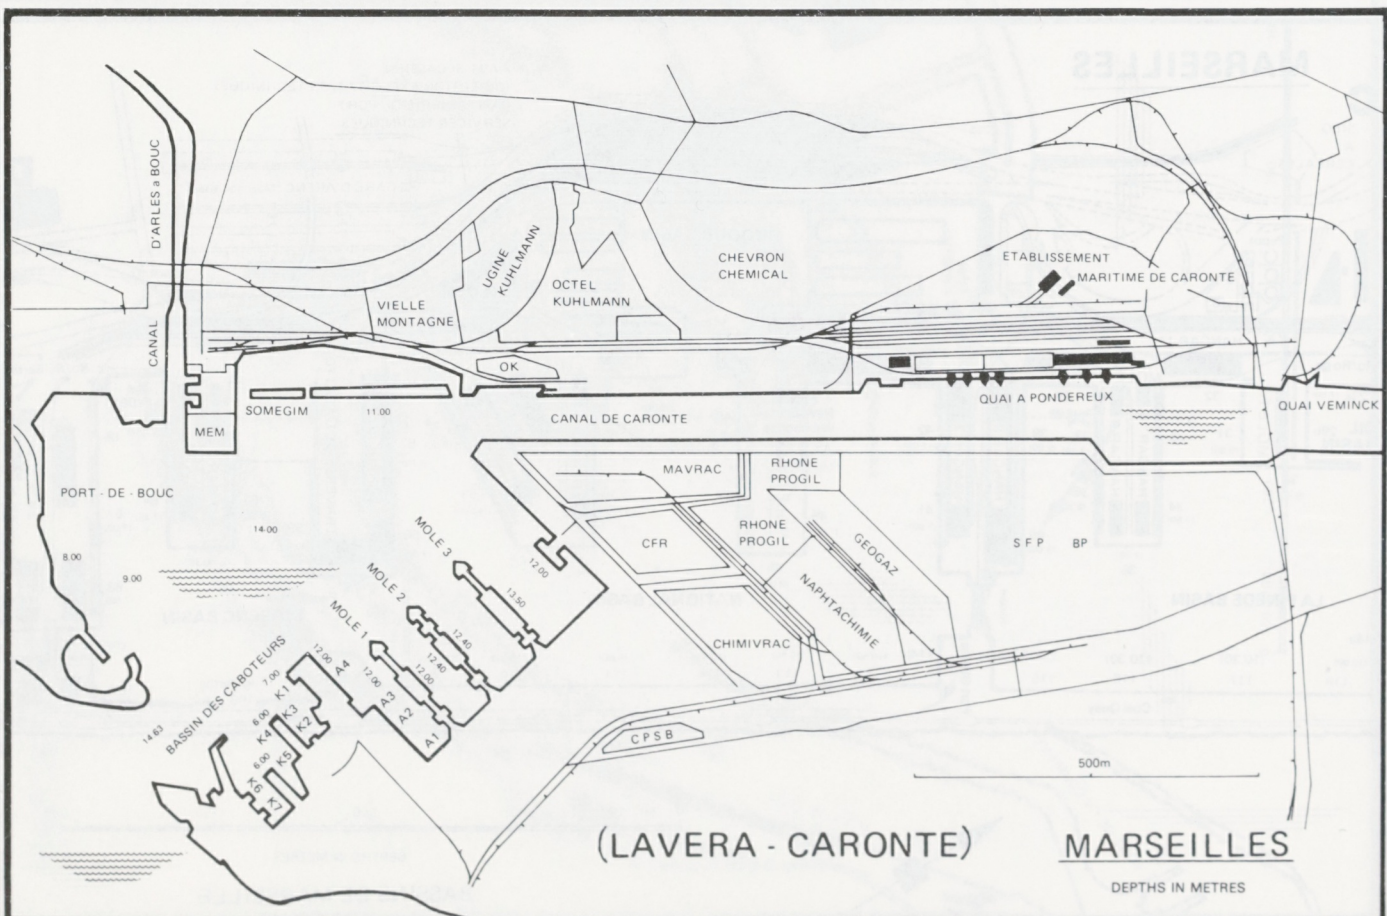 CANAL D'ARLES a BOUC
UGINE
KUHLMANN
OCTEL
KUHLMANN
CHEVRON
CHEMICAL
ETABLISSEMENT
MARITIME DE CARONTE
VIELLE
MONTAGNE
OK
SOMEGIM
11.00
MEM
CANAL DE CARONTE
QUAI A PONDEREUX
QUAI VEMINCK
PORT - DE - BOUC
14.00
8.00
9.00
MAVRAC
RHONE
PROGIL
RHONE
PROGIL
CFR
GEOGAZ
S F P BP
NAPHTACHIMIE
CHIMIVRAC
MOLE 3
12.00
13.50
MOLE 2
12.40
12.40
MOLE 1
12.00
12.00
12.00
A4
A3
A2
A1
7.00
K1
K3
K2
6.00
K4
K5
6.00
K6
K7
14.63
BASSIN DES CABOTEURS
C P S B
500m
(LAVERA - CARONTE)
MARSEILLES
DEPTHS IN METRES
MARSEILLES